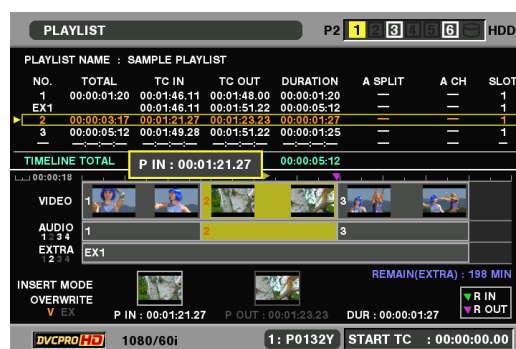 PLAYLIST P2 1 2 3 4 5 6 HDD
PLAYLIST NAME : SAMPLE PLAYLIST
NO. TOTAL TC IN TC OUT DURATION A SPLIT A CH SLOT
1 00:00:01:20 00:01:46.11 00:01:48.00 00:00:01:20 — — 1
EX1 00:01:46.11 00:01:51.22 00:00:05:12 — — 1
2 00:00:03:17 00:01:21.27 00:01:23.23 00:00:01:27 — — 1
3 00:00:05:12 00:01:49.28 00:01:51.22 00:00:01:25 — — 1
— —:—:—:— —:—:—:— —:—:—:— —:—:—:— — — —
TIMELINE TOTAL P IN : 00:01:21.27 00:00:05:12
00:00:18
VIDEO 1 2 3
AUDIO 1 2 3
1 2 3 4
EXTRA EX1
1 2 3 4
REMAIN(EXTRA) : 198 MIN
INSERT MODE
OVERWRITE
V EX
P IN : 00:01:21.27 P OUT : 00:01:23.23 DUR : 00:00:01:27
R IN
R OUT
DVCPRO HD 1080/60i 1: P0132Y START TC : 00:00:00.00